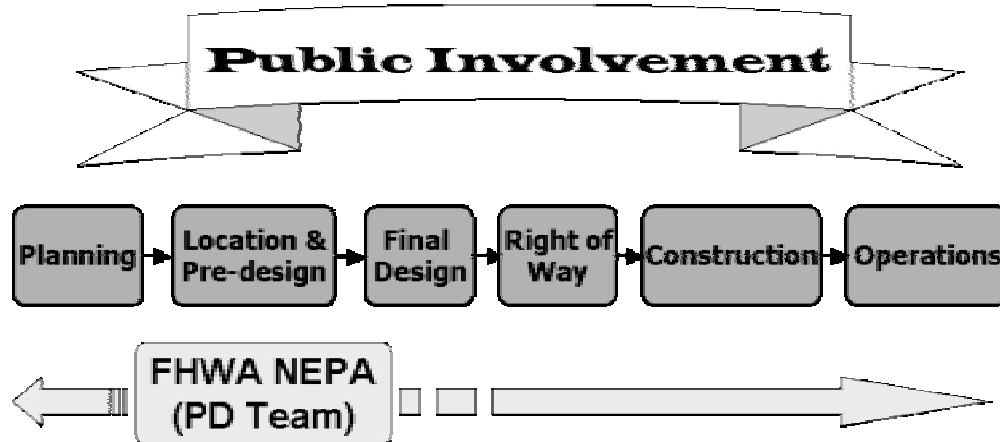 Public Involvement
Planning
Location &
Pre-design
Final
Design
Right of
Way
Construction
Operations
FHWA NEPA
(PD Team)